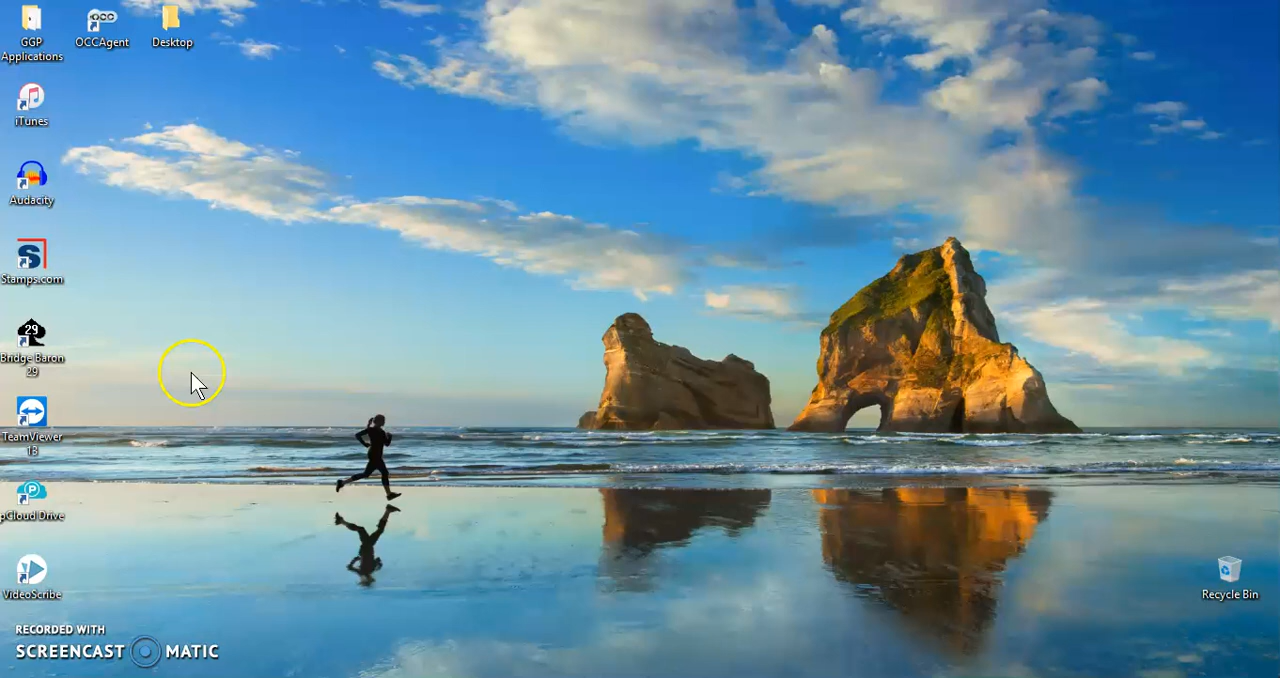 GGP
Applications
OCCAgent
Desktop
iTunes
Audacity
S
Stamps.com
29
Bridge Baron
29
TeamViewer
13
P
pCloud Drive
VideoScribe
Recycle Bin
RECORDED WITH
SCREENCAST MATIC